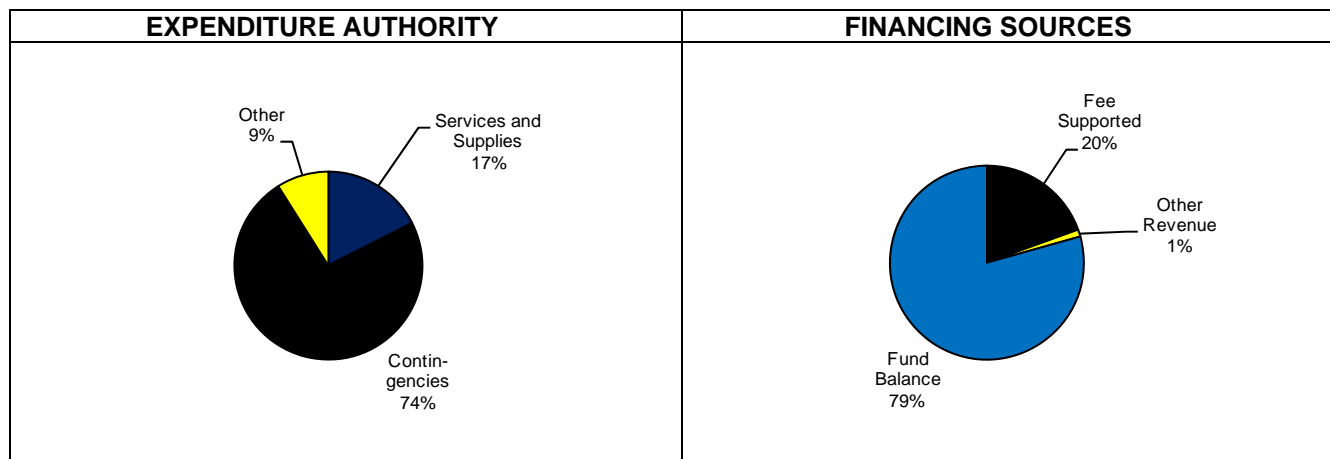 EXPENDITURE AUTHORITY
Other
9%
Services and
Supplies
17%
Contin-
gencies
74%
FINANCING SOURCES
Fee
Supported
20%
Other
Revenue
1%
Fund
Balance
79%